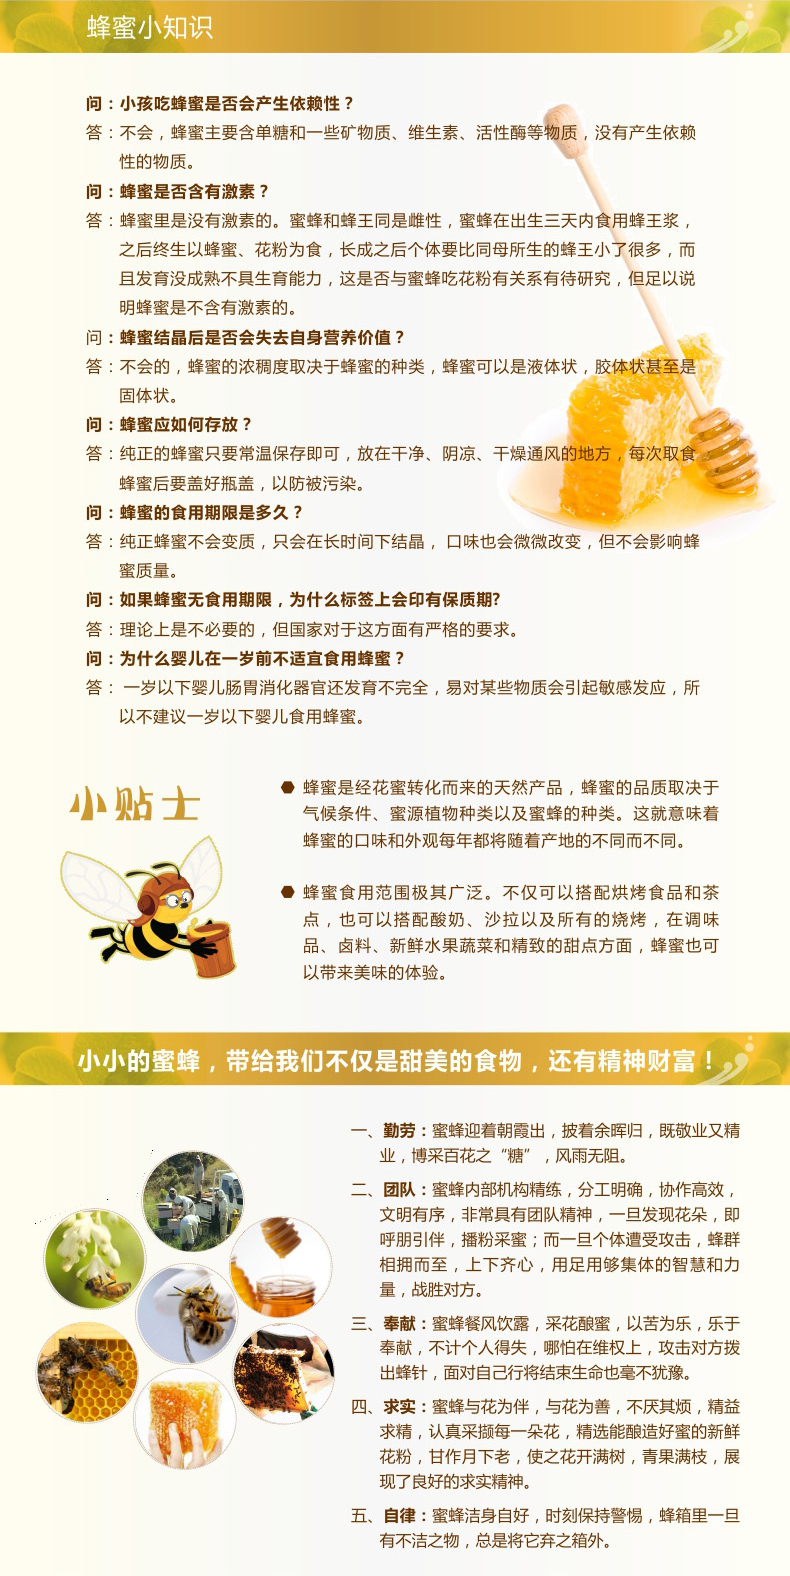 蜂蜜小知识
问：小孩吃蜂蜜是否会产生依赖性？
答：不会，蜂蜜主要含单糖和一些矿物质、维生素、活性酶等物质，没有产生依赖
性的物质。
问：蜂蜜是否含有激素？
答：蜂蜜里是没有激素的。蜜蜂和蜂王同是雌性，蜜蜂在出生三天内食用蜂王浆，
之后终生以蜂蜜、花粉为食，长成之后个体要比同母所生的蜂王小了很多，而
且发育没成熟不具生育能力，这是否与蜜蜂吃花粉有关系有待研究，但足以说
明蜂蜜是不含有激素的。
问：蜂蜜结晶后是否会失去自身营养价值？
答：不会的，蜂蜜的浓稠度取决于蜂蜜的种类，蜂蜜可以是液体状，胶体状甚至是
固体状。
问：蜂蜜应如何存放？
答：纯正的蜂蜜只要常温保存即可，放在干净、阴凉、干燥通风的地方，每次取食
蜂蜜后要盖好瓶盖，以防被污染。
问：蜂蜜的食用期限是多久？
答：纯正蜂蜜不会变质，只会在长时间下结晶， 口味也会微微改变，但不会影响蜂
蜜质量。
问：如果蜂蜜无食用期限，为什么标签上会印有保质期?
答：理论上是不必要的，但国家对于这方面有严格的要求。
问：为什么婴儿在一岁前不适宜食用蜂蜜？
答： 一岁以下婴儿肠胃消化器官还发育不完全，易对某些物质会引起敏感发应，所
以不建议一岁以下婴儿食用蜂蜜。
小贴士
蜂蜜是经花蜜转化而来的天然产品，蜂蜜的品质取决于
气候条件、蜜源植物种类以及蜜蜂的种类。这就意味着
蜂蜜的口味和外观每年都将随着产地的不同而不同。
蜂蜜食用范围极其广泛。不仅可以搭配烘烤食品和茶
点，也可以搭配酸奶、沙拉以及所有的烧烤，在调味
品、卤料、新鲜水果蔬菜和精致的甜点方面，蜂蜜也可
以带来美味的体验。
小小的蜜蜂，带给我们不仅是甜美的食物，还有精神财富！
一、勤劳：蜜蜂迎着朝霞出，披着余晖归，既敬业又精
业，博采百花之“糖”，风雨无阻。
二、团队：蜜蜂内部机构精练，分工明确，协作高效，
文明有序，非常具有团队精神，一旦发现花朵，即
呼朋引伴，播粉采蜜；而一旦个体遭受攻击，蜂群
相拥而至，上下齐心，用足用够集体的智慧和力
量，战胜对方。
三、奉献：蜜蜂餐风饮露，采花酿蜜，以苦为乐，乐于
奉献，不计个人得失，哪怕在维权上，攻击对方拨
出蜂针，面对自己行将结束生命也毫不犹豫。
四、求实：蜜蜂与花为伴，与花为善，不厌其烦，精益
求精，认真采撷每一朵花，精选能酿造好蜜的新鲜
花粉，甘作月下老，使之花开满树，青果满枝，展
现了良好的求实精神。
五、自律：蜜蜂洁身自好，时刻保持警惕，蜂箱里一旦
有不洁之物，总是将它弃之箱外。